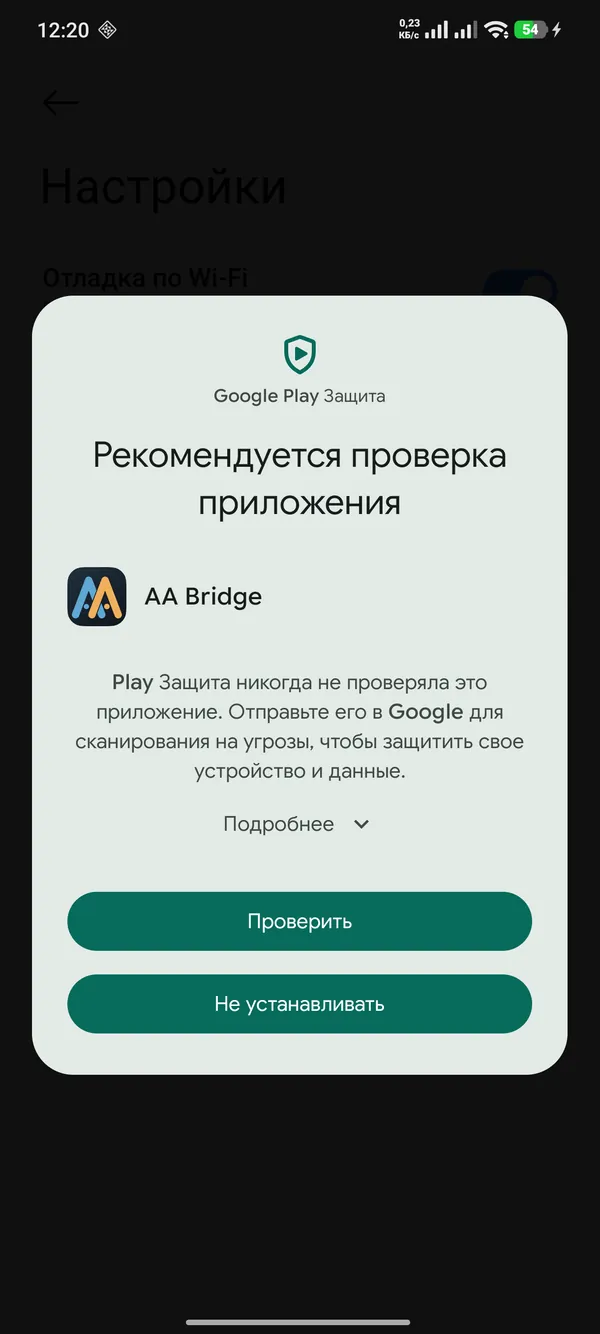 12:20
0,23
КБ/с
54
Настройки
Отладка по Wi-Fi
Google Play Защита
Рекомендуется проверка
приложения
AA Bridge
Play Защита никогда не проверяла это
приложение. Отправьте его в Google для
сканирования на угрозы, чтобы защитить свое
устройство и данные.
Подробнее
Проверить
Не устанавливать